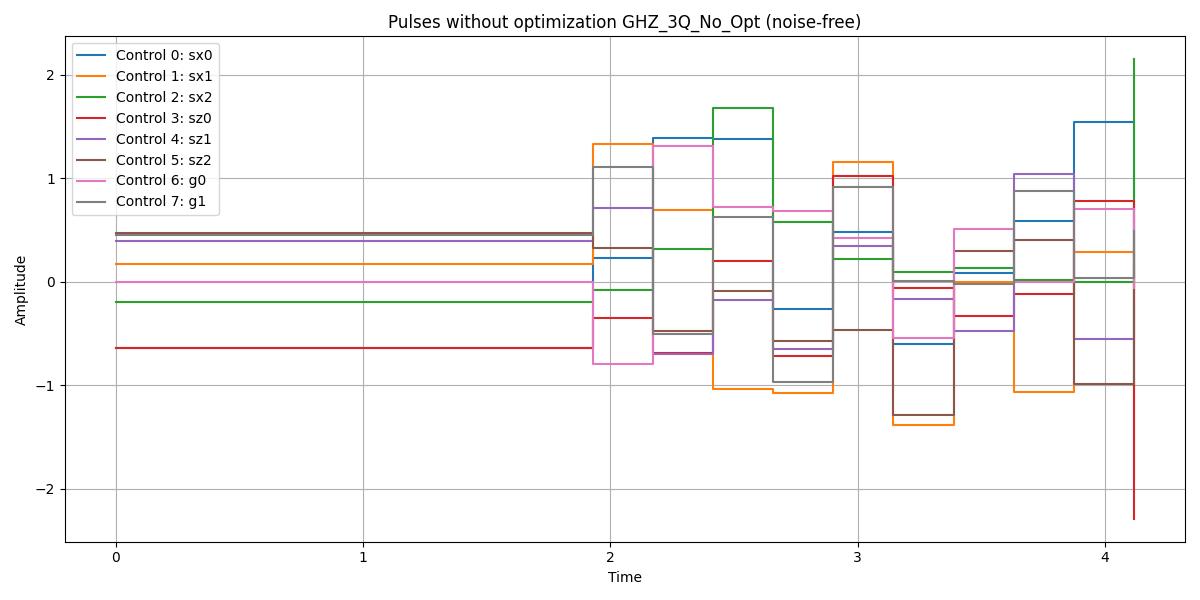 Pulses without optimization GHZ_3Q_No_Opt (noise-free)
Control 0: sx0
Control 1: sx1
Control 2: sx2
Control 3: sz0
Control 4: sz1
Control 5: sz2
Control 6: g0
Control 7: g1
Amplitude
2
1
0
−1
−2
0 1 2 3 4
Time